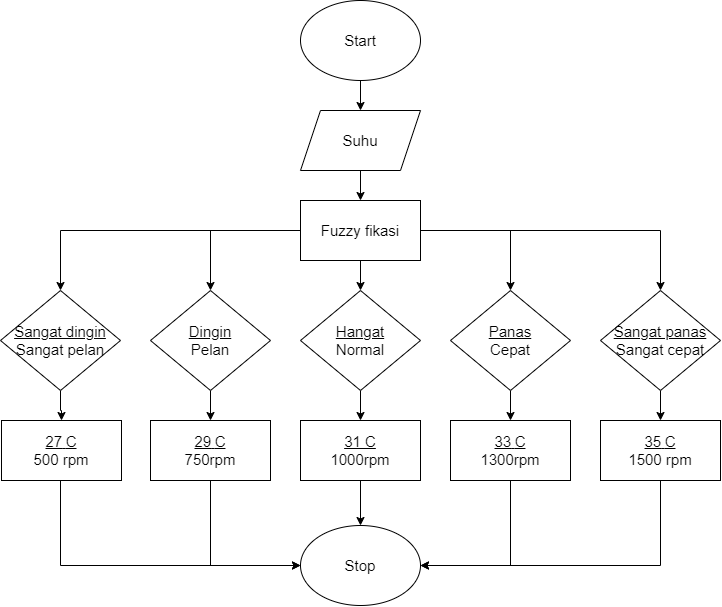 Start
Suhu
Fuzzy fikasi
Sangat dingin
Sangat pelan
Dingin
Pelan
Hangat
Normal
Panas
Cepat
Sangat panas
Sangat cepat
27 C
500 rpm
29 C
750rpm
31 C
1000rpm
33 C
1300rpm
35 C
1500 rpm
Stop